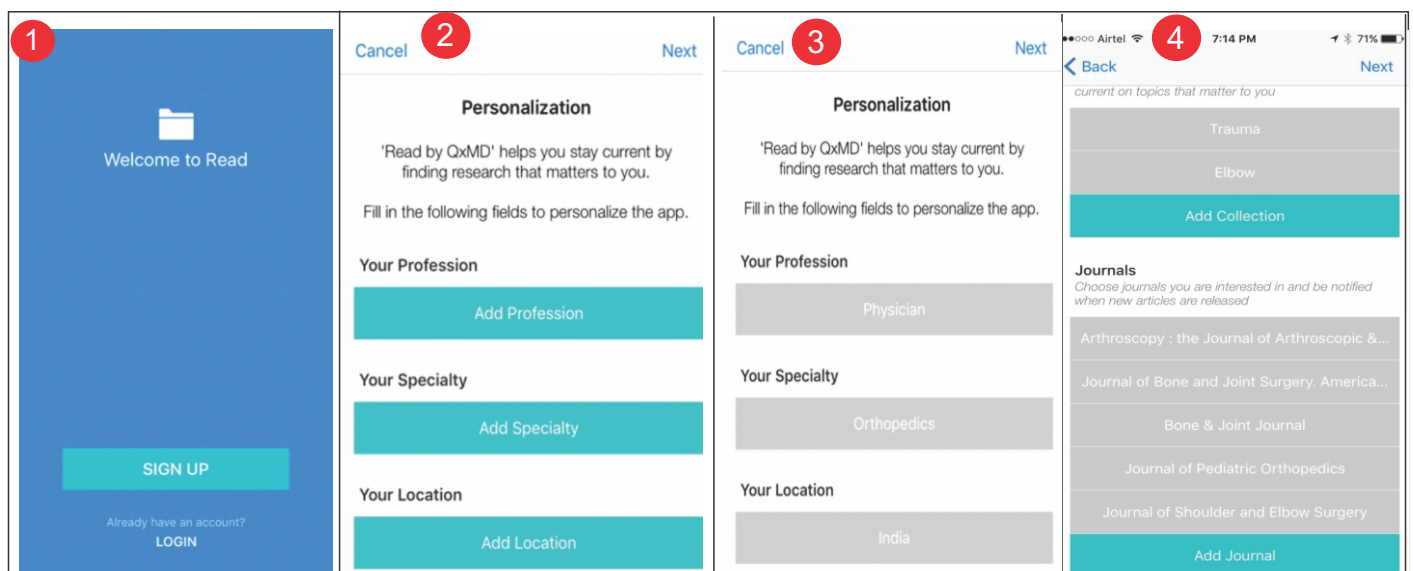 1
Welcome to Read
SIGN UP
Already have an account?
LOGIN
2
Cancel
Next
Personalization
'Read by QxMD' helps you stay current by
finding research that matters to you.
Fill in the following fields to personalize the app.
Your Profession
Add Profession
Your Specialty
Add Specialty
Your Location
Add Location
3
Cancel
Next
Personalization
'Read by QxMD' helps you stay current by
finding research that matters to you.
Fill in the following fields to personalize the app.
Your Profession
Physician
Your Specialty
Orthopedics
Your Location
India
4
Airtel 7:14 PM 71%
Back
Next
current on topics that matter to you
Trauma
Elbow
Add Collection
Journals
Choose journals you are interested in and be notified
when new articles are released
Arthroscopy : the Journal of Arthroscopic &...
Journal of Bone and Joint Surgery. America...
Bone & Joint Journal
Journal of Pediatric Orthopedics
Journal of Shoulder and Elbow Surgery
Add Journal